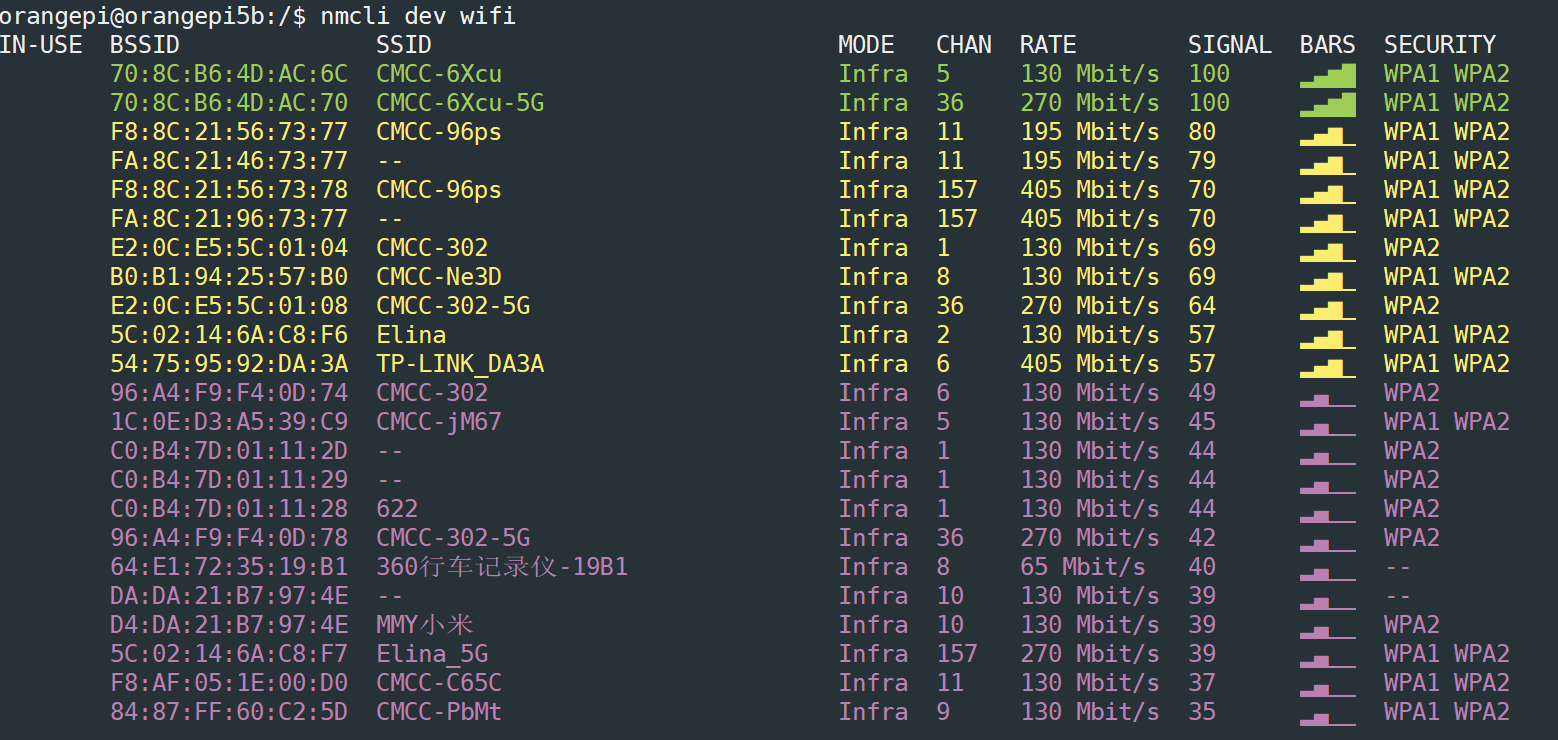 orangepi@orangepi5b:/$ nmcli dev wifi
IN-USE  BSSID              SSID                             MODE   CHAN  RATE        SIGNAL  BARS  SECURITY
        70:8C:B6:4D:AC:6C  CMCC-6Xcu                        Infra  5     130 Mbit/s  100     ▂▄▆█  WPA1 WPA2
        70:8C:B6:4D:AC:70  CMCC-6Xcu-5G                     Infra  36    270 Mbit/s  100     ▂▄▆█  WPA1 WPA2
        F8:8C:21:56:73:77  CMCC-96ps                        Infra  11    195 Mbit/s  80      ▂▄▆_  WPA1 WPA2
        FA:8C:21:46:73:77  --                               Infra  11    195 Mbit/s  79      ▂▄▆_  WPA1 WPA2
        F8:8C:21:56:73:78  CMCC-96ps                        Infra  157   405 Mbit/s  70      ▂▄▆_  WPA1 WPA2
        FA:8C:21:96:73:77  --                               Infra  157   405 Mbit/s  70      ▂▄▆_  WPA1 WPA2
        E2:0C:E5:5C:01:04  CMCC-302                         Infra  1     130 Mbit/s  69      ▂▄▆_  WPA2
        B0:B1:94:25:57:B0  CMCC-Ne3D                        Infra  8     130 Mbit/s  69      ▂▄▆_  WPA1 WPA2
        E2:0C:E5:5C:01:08  CMCC-302-5G                      Infra  36    270 Mbit/s  64      ▂▄▆_  WPA2
        5C:02:14:6A:C8:F6  Elina                            Infra  2     130 Mbit/s  57      ▂▄▆_  WPA1 WPA2
        54:75:95:92:DA:3A  TP-LINK_DA3A                     Infra  6     405 Mbit/s  57      ▂▄▆_  WPA1 WPA2
        96:A4:F9:F4:0D:74  CMCC-302                         Infra  6     130 Mbit/s  49      ▂▄__  WPA2
        1C:0E:D3:A5:39:C9  CMCC-jM67                        Infra  5     130 Mbit/s  45      ▂▄__  WPA1 WPA2
        C0:B4:7D:01:11:2D  --                               Infra  1     130 Mbit/s  44      ▂▄__  WPA2
        C0:B4:7D:01:11:29  --                               Infra  1     130 Mbit/s  44      ▂▄__  WPA2
        C0:B4:7D:01:11:28  622                              Infra  1     130 Mbit/s  44      ▂▄__  WPA2
        96:A4:F9:F4:0D:78  CMCC-302-5G                      Infra  36    270 Mbit/s  42      ▂▄__  WPA2
        64:E1:72:35:19:B1  360行车记录仪-19B1               Infra  8     65 Mbit/s   40      ▂▄__  --
        DA:DA:21:B7:97:4E  --                               Infra  10    130 Mbit/s  39      ▂▄__  --
        D4:DA:21:B7:97:4E  MMY小米                          Infra  10    130 Mbit/s  39      ▂▄__  WPA2
        5C:02:14:6A:C8:F7  Elina_5G                         Infra  157   270 Mbit/s  39      ▂▄__  WPA1 WPA2
        F8:AF:05:1E:00:D0  CMCC-C65C                        Infra  11    130 Mbit/s  37      ▂▄__  WPA1 WPA2
        84:87:FF:60:C2:5D  CMCC-PbMt                        Infra  9     130 Mbit/s  35      ▂▄__  WPA1 WPA2